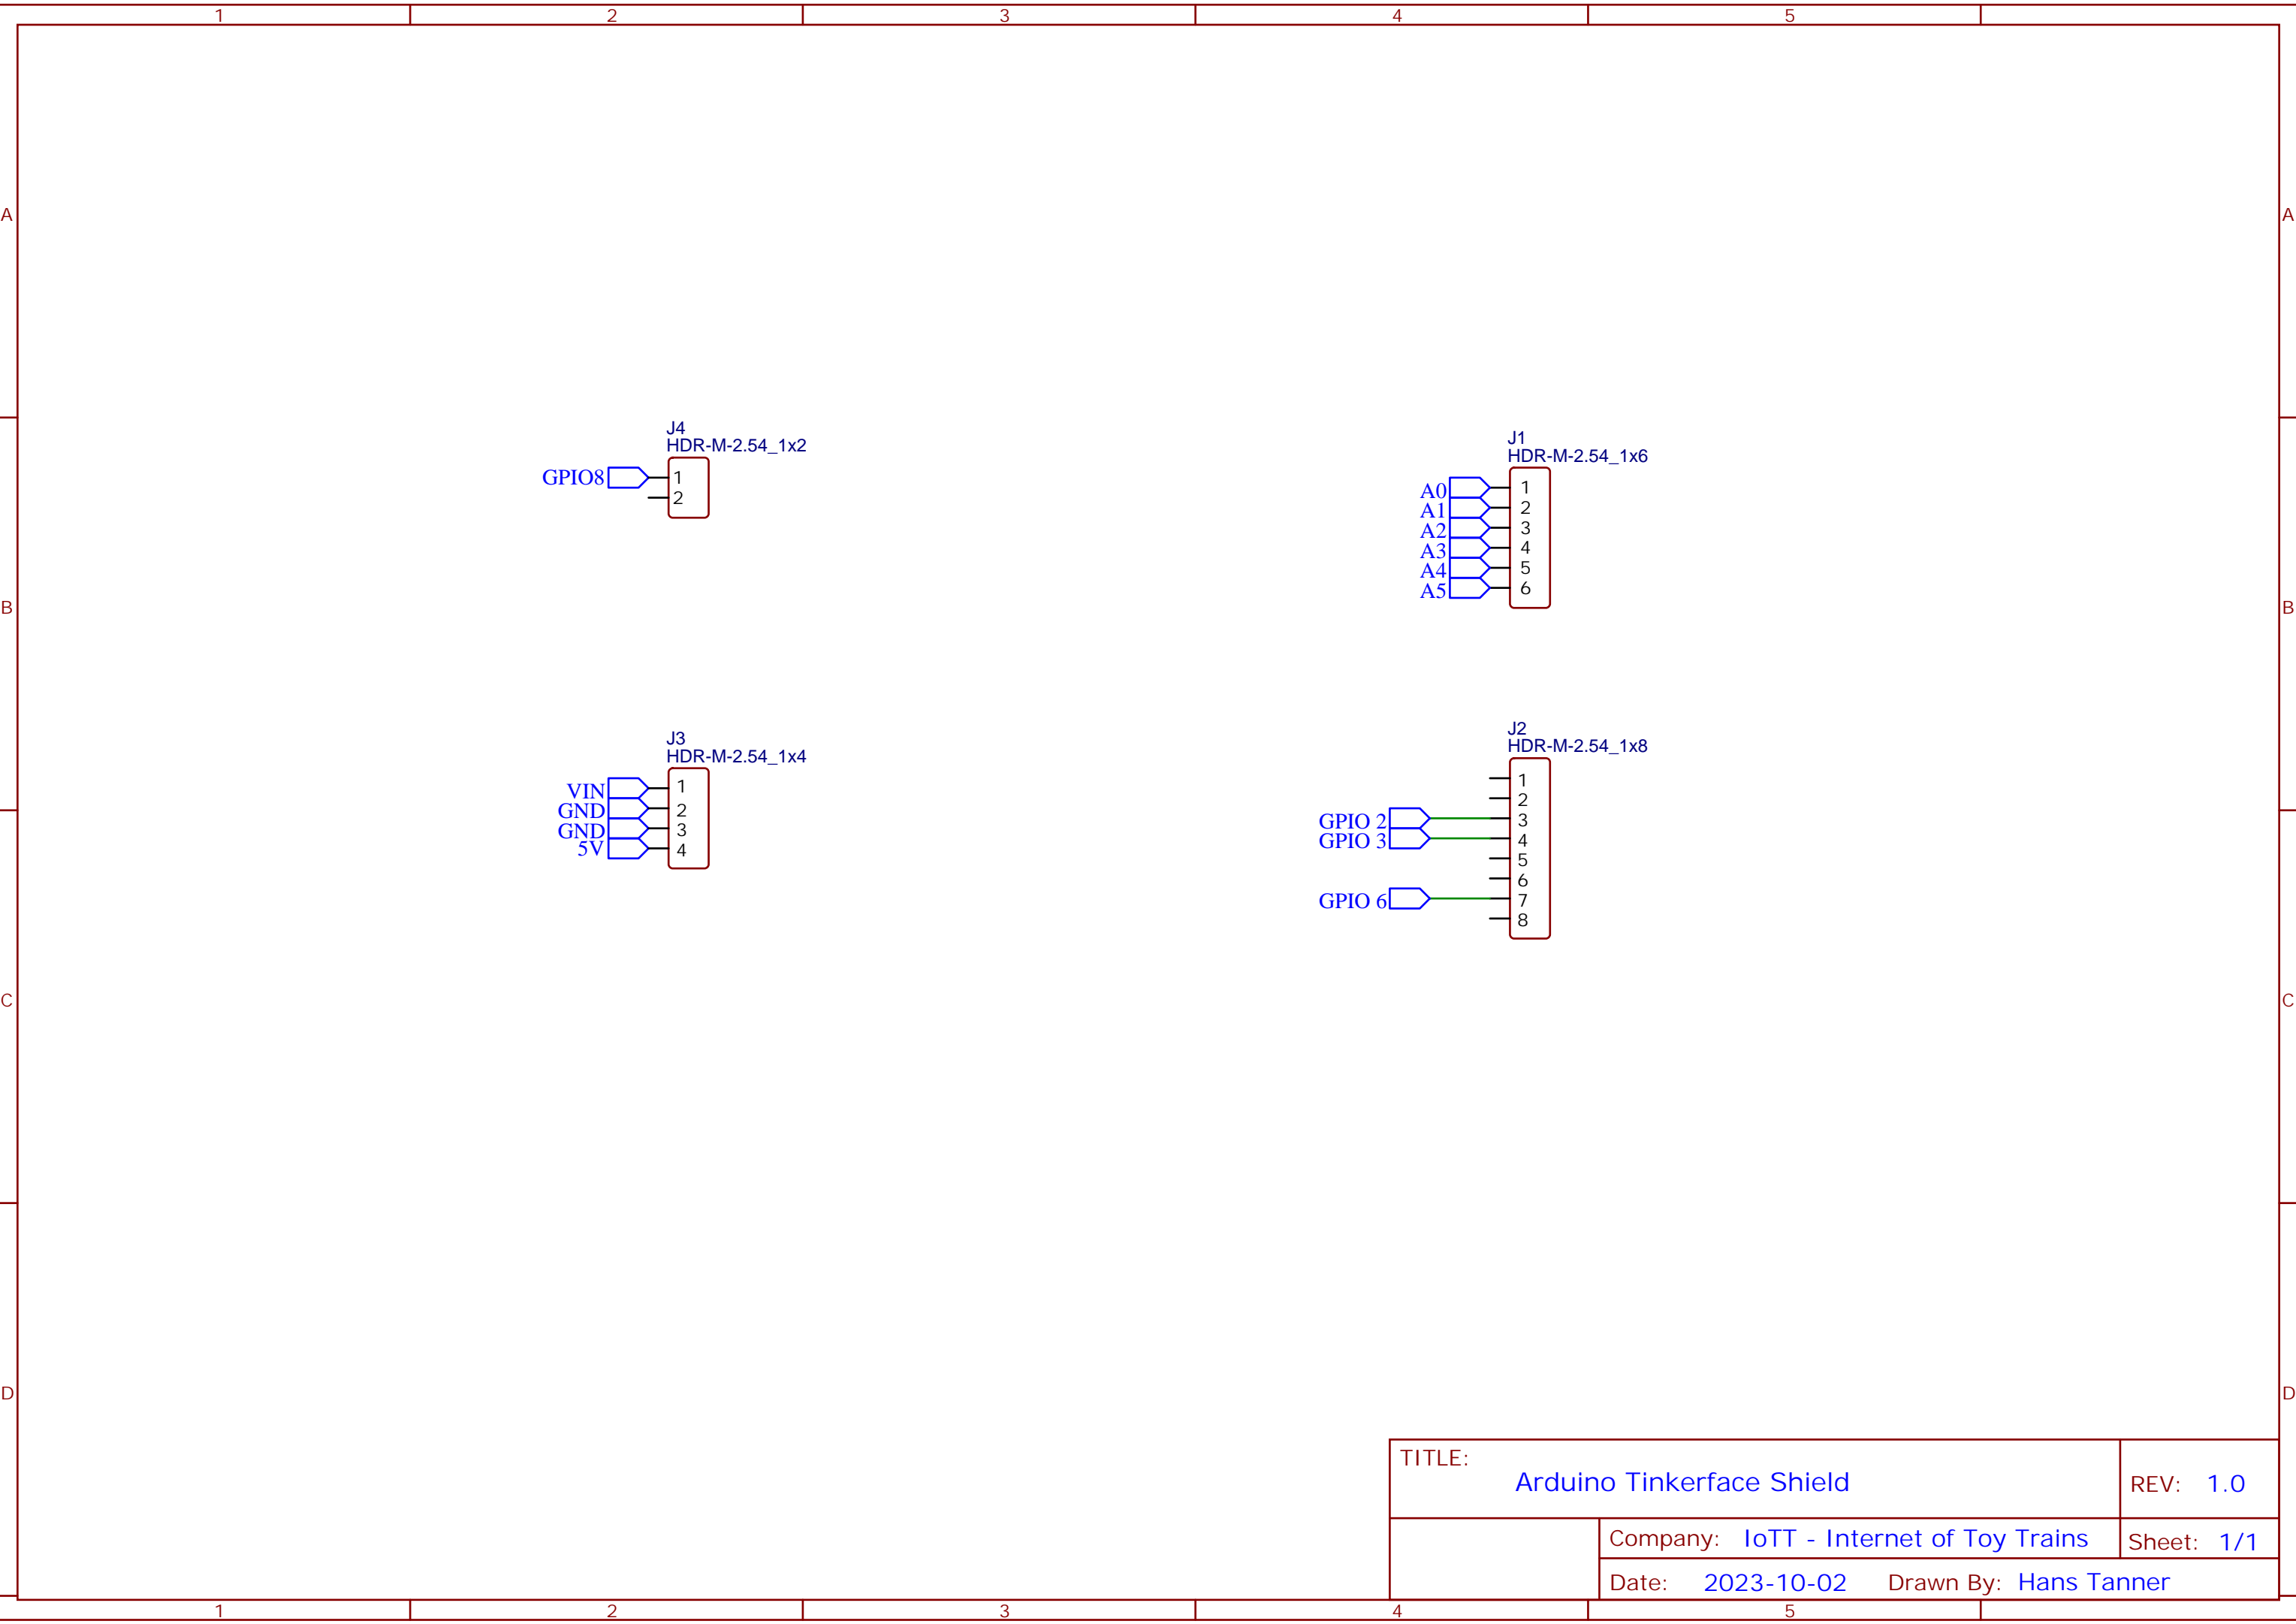 1 2 3 4 5
A A
J4
HDR-M-2.54_1x2
GPIO8 1
2
J1
HDR-M-2.54_1x6
A0 1
A1 2
A2 3
A3 4
A4 5
A5 6
B B
J3
HDR-M-2.54_1x4
VIN 1
GND 2
GND 3
5V 4
J2
HDR-M-2.54_1x8
1
2
GPIO 2 3
GPIO 3 4
5
6
GPIO 6 7
8
C C
D D
TITLE:
Arduino Tinkerface Shield
REV: 1.0
Company: IoTT - Internet of Toy Trains
Sheet: 1/1
Date: 2023-10-02 Drawn By: Hans Tanner
1 2 3 4 5